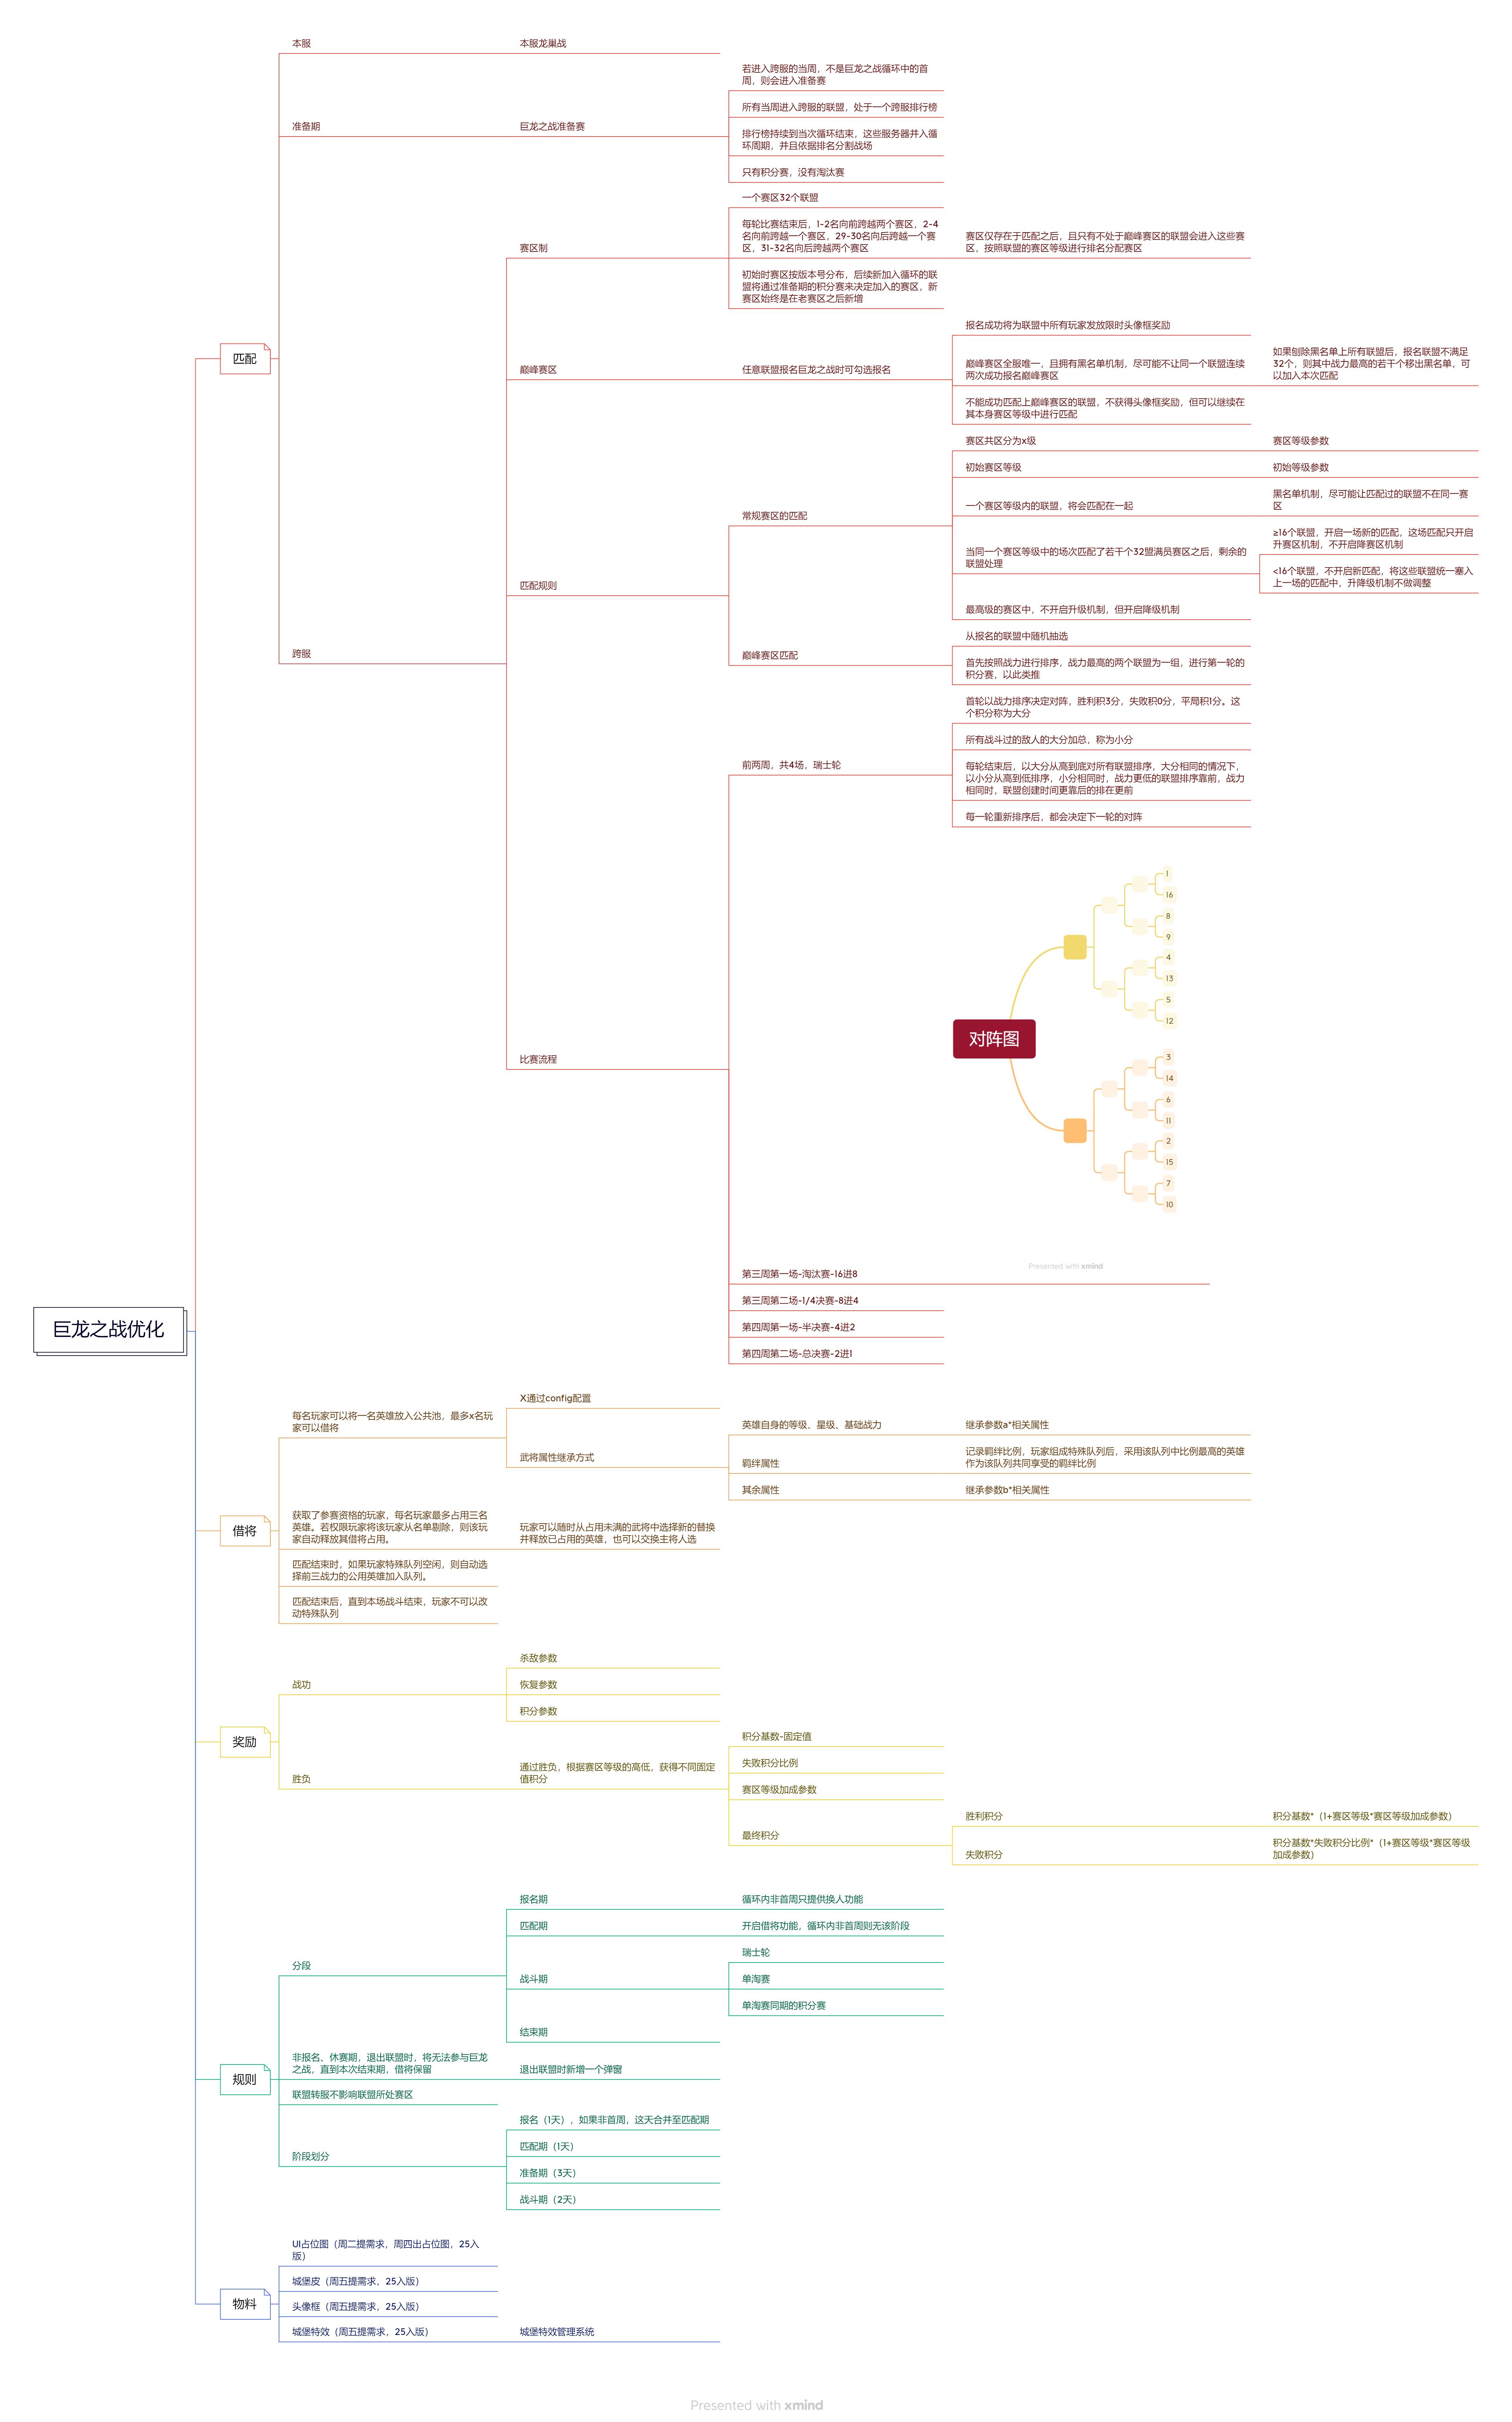 巨龙之战优化
匹配
本服
本服龙巢战
准备期
巨龙之战准备赛
若进入跨服的当周，不是巨龙之战循环中的首
周，则会进入准备赛
所有当周进入跨服的联盟，处于一个跨服排行榜
排行榜持续到当次循环结束，这些服务器并入循
环周期，并且依据排名分割战场
只有积分赛，没有淘汰赛
跨服
赛区制
一个赛区32个联盟
每轮比赛结束后，1-2名向前跨越两个赛区，2-4
名向前跨越一个赛区，29-30名向后跨越一个赛
区，31-32名向后跨越两个赛区
赛区仅存在于匹配之后，且只有不处于巅峰赛区的联盟会进入这些赛
区，按照联盟的赛区等级进行排名分配赛区
初始时赛区按版本号分布，后续新加入循环的联
盟将通过准备期的积分赛来决定加入的赛区，新
赛区始终是在老赛区之后新增
巅峰赛区
任意联盟报名巨龙之战时可勾选报名
报名成功将为联盟中所有玩家发放限时头像框奖励
巅峰赛区全服唯一，且拥有黑名单机制，尽可能不让同一个联盟连续
两次成功报名巅峰赛区
如果刨除黑名单上所有联盟后，报名联盟不满足
32个，则其中战力最高的若干个移出黑名单，可
以加入本次匹配
不能成功匹配上巅峰赛区的联盟，不获得头像框奖励，但可以继续在
其本身赛区等级中进行匹配
匹配规则
常规赛区的匹配
赛区共区分为x级
赛区等级参数
初始赛区等级
初始等级参数
一个赛区等级内的联盟，将会匹配在一起
黑名单机制，尽可能让匹配过的联盟不在同一赛
区
当同一个赛区等级中的场次匹配了若干个32盟满员赛区之后，剩余的
联盟处理
≥16个联盟，开启一场新的匹配，这场匹配只开启
升赛区机制，不开启降赛区机制
<16个联盟，不开启新匹配，将这些联盟统一塞入
上一场的匹配中，升降级机制不做调整
最高级的赛区中，不开启升级机制，但开启降级机制
巅峰赛区匹配
从报名的联盟中随机抽选
首先按照战力进行排序，战力最高的两个联盟为一组，进行第一轮的
积分赛，以此类推
比赛流程
前两周，共4场，瑞士轮
首轮以战力排序决定对阵，胜利积3分，失败积0分，平局积1分。这
个积分称为大分
所有战斗过的敌人的大分加总，称为小分
每轮结束后，以大分从高到底对所有联盟排序，大分相同的情况下，
以小分从高到低排序，小分相同时，战力更低的联盟排序靠前，战力
相同时，联盟创建时间更靠后的排在更前
每一轮重新排序后，都会决定下一轮的对阵
对阵图
1
16
8
9
4
13
5
12
3
14
6
11
2
15
7
10
Presented with xmind
第三周第一场-淘汰赛-16进8
第三周第二场-1/4决赛-8进4
第四周第一场-半决赛-4进2
第四周第二场-总决赛-2进1
借将
每名玩家可以将一名英雄放入公共池，最多x名玩
家可以借将
X通过config配置
武将属性继承方式
英雄自身的等级、星级、基础战力
继承参数a*相关属性
羁绊属性
记录羁绊比例，玩家组成特殊队列后，采用该队列中比例最高的英雄
作为该队列共同享受的羁绊比例
其余属性
继承参数b*相关属性
获取了参赛资格的玩家，每名玩家最多占用三名
英雄。若权限玩家将该玩家从名单剔除，则该玩
家自动释放其借将占用。
玩家可以随时从占用未满的武将中选择新的替换
并释放已占用的英雄，也可以交换主将人选
匹配结束时，如果玩家特殊队列空闲，则自动选
择前三战力的公用英雄加入队列。
匹配结束后，直到本场战斗结束，玩家不可以改
动特殊队列
奖励
战功
杀敌参数
恢复参数
积分参数
胜负
通过胜负，根据赛区等级的高低，获得不同固定
值积分
积分基数-固定值
失败积分比例
赛区等级加成参数
最终积分
胜利积分
积分基数*（1+赛区等级*赛区等级加成参数）
失败积分
积分基数*失败积分比例*（1+赛区等级*赛区等级
加成参数）
规则
分段
报名期
循环内非首周只提供换人功能
匹配期
开启借将功能，循环内非首周则无该阶段
战斗期
瑞士轮
单淘赛
单淘赛同期的积分赛
结束期
非报名、休赛期，退出联盟时，将无法参与巨龙
之战，直到本次结束期，借将保留
退出联盟时新增一个弹窗
联盟转服不影响联盟所处赛区
阶段划分
报名（1天），如果非首周，这天合并至匹配期
匹配期（1天）
准备期（3天）
战斗期（2天）
物料
UI占位图（周二提需求，周四出占位图，25入
版）
城堡皮（周五提需求，25入版）
头像框（周五提需求，25入版）
城堡特效（周五提需求，25入版）
城堡特效管理系统
Presented with xmind